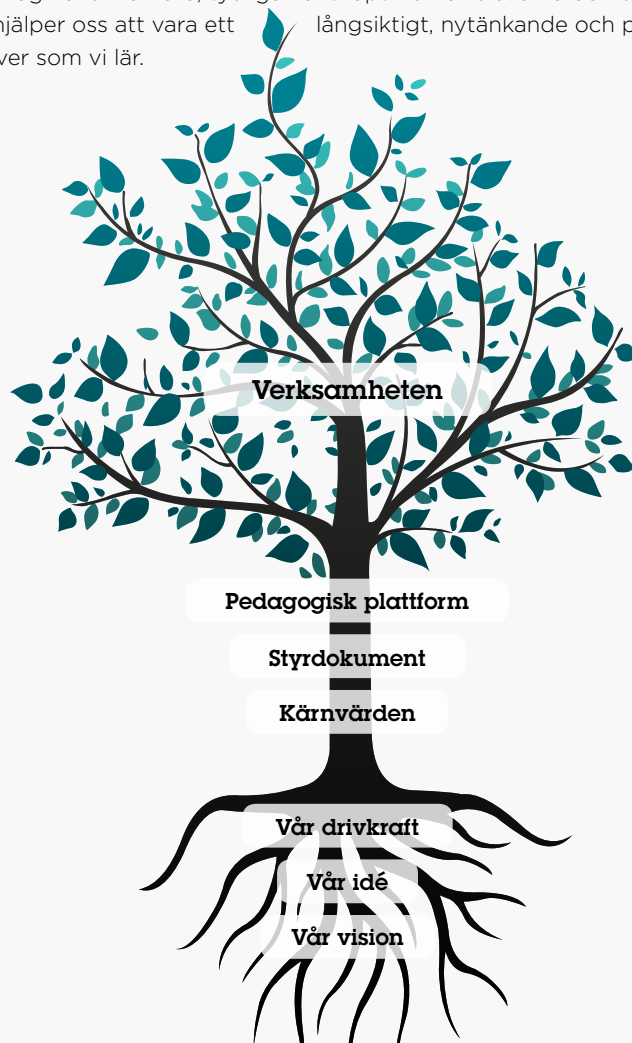 hjälper oss att vara ett långsiktigt, nytänkande och
som vi lär.
Verksamheten
Pedagogisk plattform
Styrdokument
Kärnvärden
Vår drivkraft
Vår idé
Vår vision